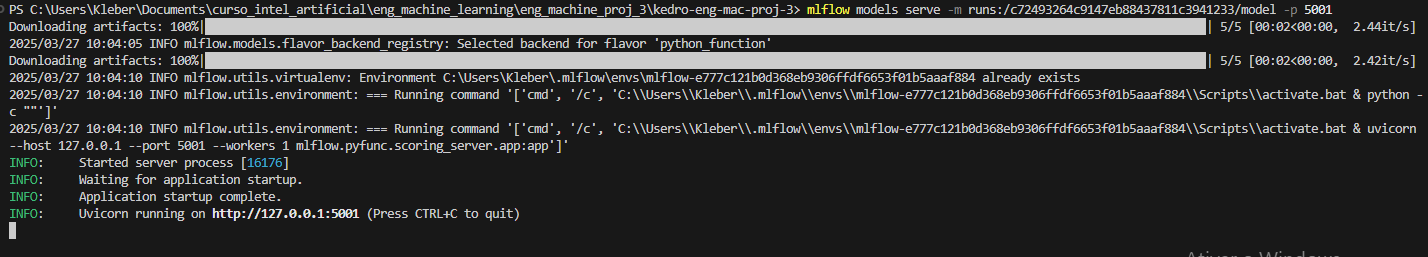 PS C:\Users\Kleber\Documents\curso_intel_artificial\eng_machine_learning\eng_machine_proj_3\kedro-eng-mac-proj-3> mlflow models serve -m runs:/c72493264c9147eb88437811c3941233/model -p 5001
Downloading artifacts: 100%| | 5/5 [00:02<00:00, 2.44it/s]
2025/03/27 10:04:05 INFO mlflow.models.flavor_backend_registry: Selected backend for flavor 'python_function'
Downloading artifacts: 100%| | 5/5 [00:02<00:00, 2.42it/s]
2025/03/27 10:04:10 INFO mlflow.utils.virtualenv: Environment C:\Users\Kleber\.mlflow\envs\mlflow-e777c121b0d368eb9306ffdf6653f01b5aaaf884 already exists
2025/03/27 10:04:10 INFO mlflow.utils.environment: === Running command '['cmd', '/c', 'C:\\Users\\Kleber\\.mlflow\\envs\\mlflow-e777c121b0d368eb9306ffdf6653f01b5aaaf884\\Scripts\\activate.bat & python -
c ""']'
2025/03/27 10:04:10 INFO mlflow.utils.environment: === Running command '['cmd', '/c', 'C:\\Users\\Kleber\\.mlflow\\envs\\mlflow-e777c121b0d368eb9306ffdf6653f01b5aaaf884\\Scripts\\activate.bat & uvicorn
--host 127.0.0.1 --port 5001 --workers 1 mlflow.pyfunc.scoring_server.app:app']'
INFO: Started server process [16176]
INFO: Waiting for application startup.
INFO: Application startup complete.
INFO: Uvicorn running on http://127.0.0.1:5001 (Press CTRL+C to quit)
Ativar o Windows